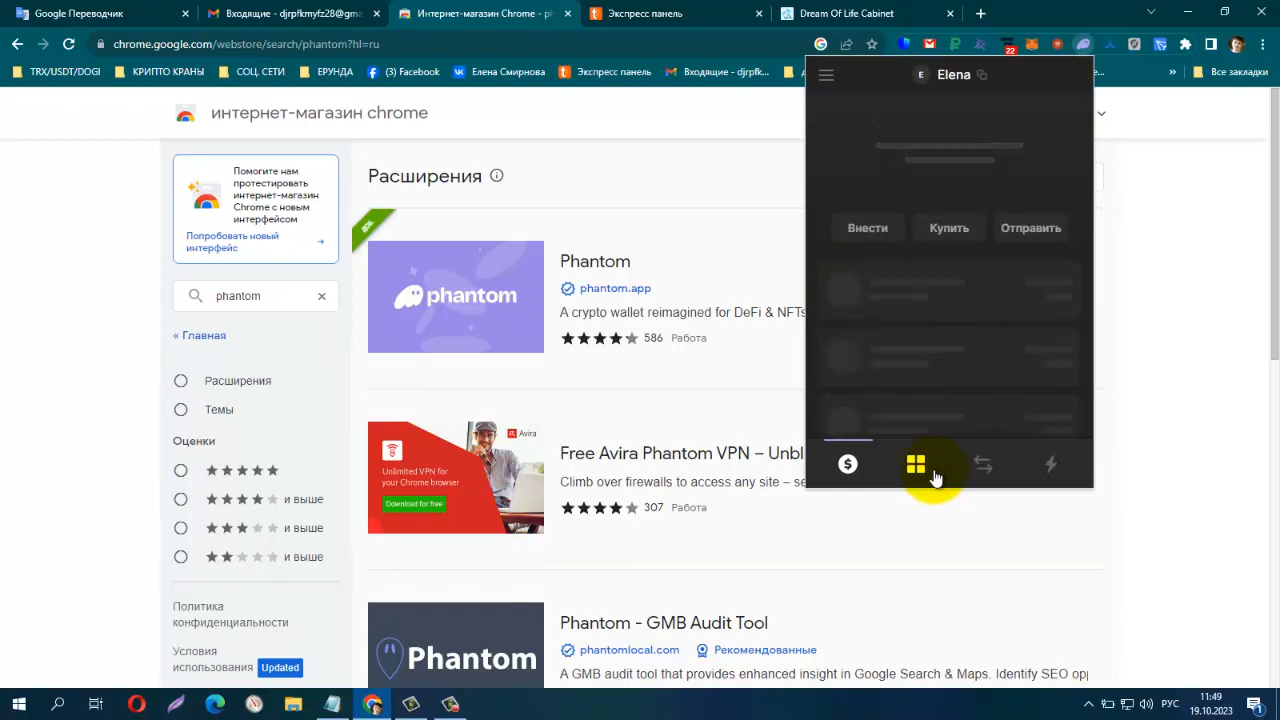 Google Переводчик
Входящие – djrpfkmyfz28@gma
Интернет-магазин Chrome - ph
Экспресс панель
Dream Of Life Cabinet
chrome.google.com/webstore/search/phantom?hl=ru
22
TRX/USDT/DOGI
КРИПТО КРАНЫ
СОЦ. СЕТИ
ЕРУНДА
Facebook
Елена Смирнова
Экспресс панель
Входящие – djrpfk...
Все закладки
интернет-магазин chrome
E Elena
Помогите нам
протестировать
интернет-магазин
Chrome с новым
интерфейсом
Попробовать новый
интерфейс
phantom
« Главная
Расширения
Темы
Оценки
и выше
и выше
и выше
Политика
конфиденциальности
Условия
использования Updated
Расширения
phantom
Phantom
phantom.app
A crypto wallet reimagined for DeFi & NFTs
586 Работа
Avira
Unlimited VPN for
your Chrome browser
Download for free
Free Avira Phantom VPN – Unbl
Climb over firewalls to access any site – se
307 Работа
Phantom
Phantom - GMB Audit Tool
phantomlocal.com
Рекомендованные
A GMB audit tool that provides enhanced insight in Google Search & Maps. Identify SEO opp
Внести
Купить
Отправить
РУС
11:49
19.10.2023